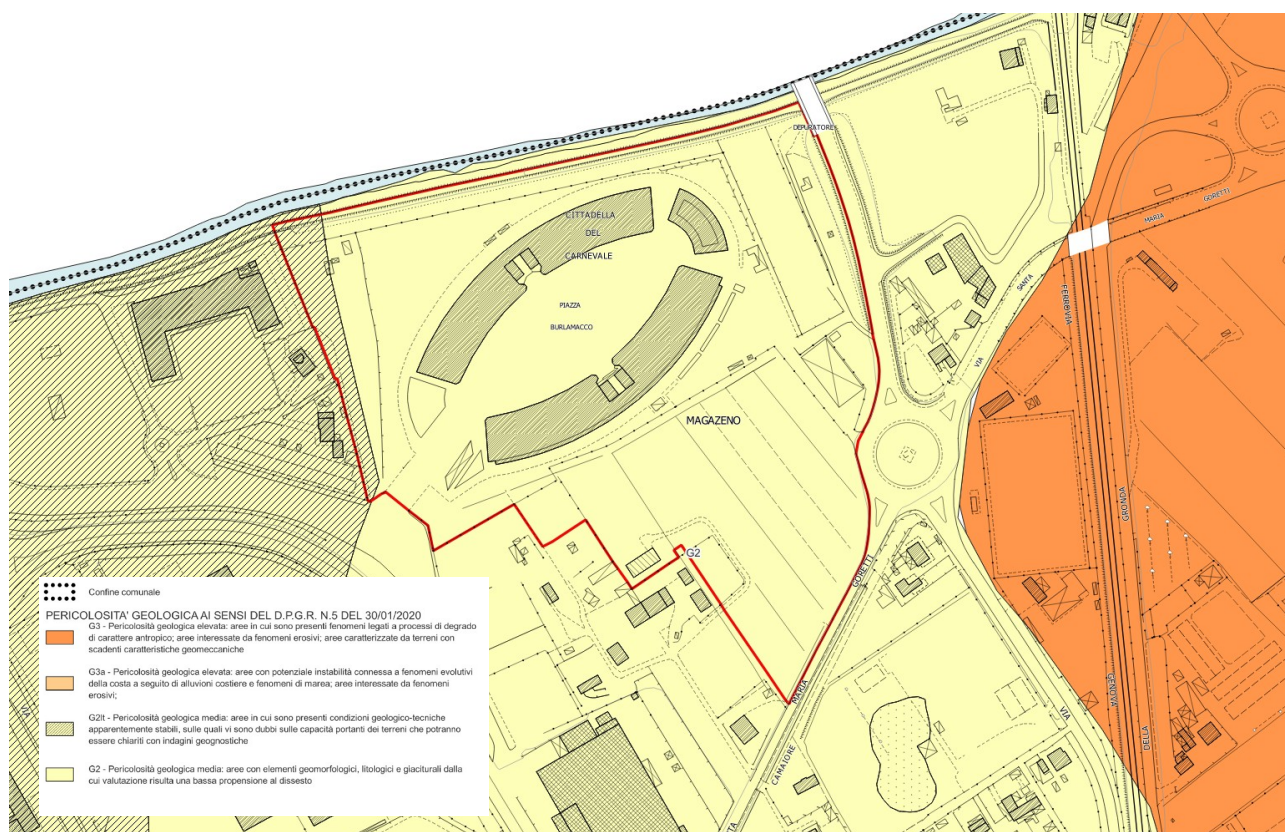 DEPURATORE
CITTADELLA
DEL
CARNEVALE
PIAZZA
BURLAMACCO
MAGAZENO
G2
MARIA
GORETTI
SANTA
VIA
FERROVIA
GRONDA
GORETTI
MARIA
CAMAIORE
GENOVA
DELLA
VIA
VIA
Confine comunale
PERICOLOSITA' GEOLOGICA AI SENSI DEL D.P.G.R. N.5 DEL 30/01/2020
G3 - Pericolosità geologica elevata: aree in cui sono presenti fenomeni legati a processi di degrado
di carattere antropico; aree interessate da fenomeni erosivi; aree caratterizzate da terreni con
scadenti caratteristiche geomeccaniche
G3a - Pericolosità geologica elevata: aree con potenziale instabilità connessa a fenomeni evolutivi
della costa a seguito di alluvioni costiere e fenomeni di marea; aree interessate da fenomeni
erosivi;
G2lt - Pericolosità geologica media: aree in cui sono presenti condizioni geologico-tecniche
apparentemente stabili, sulle quali vi sono dubbi sulle capacità portanti dei terreni che potranno
essere chiariti con indagini geognostiche
G2 - Pericolosità geologica media: aree con elementi geomorfologici, litologici e giaciturali dalla
cui valutazione risulta una bassa propensione al dissesto